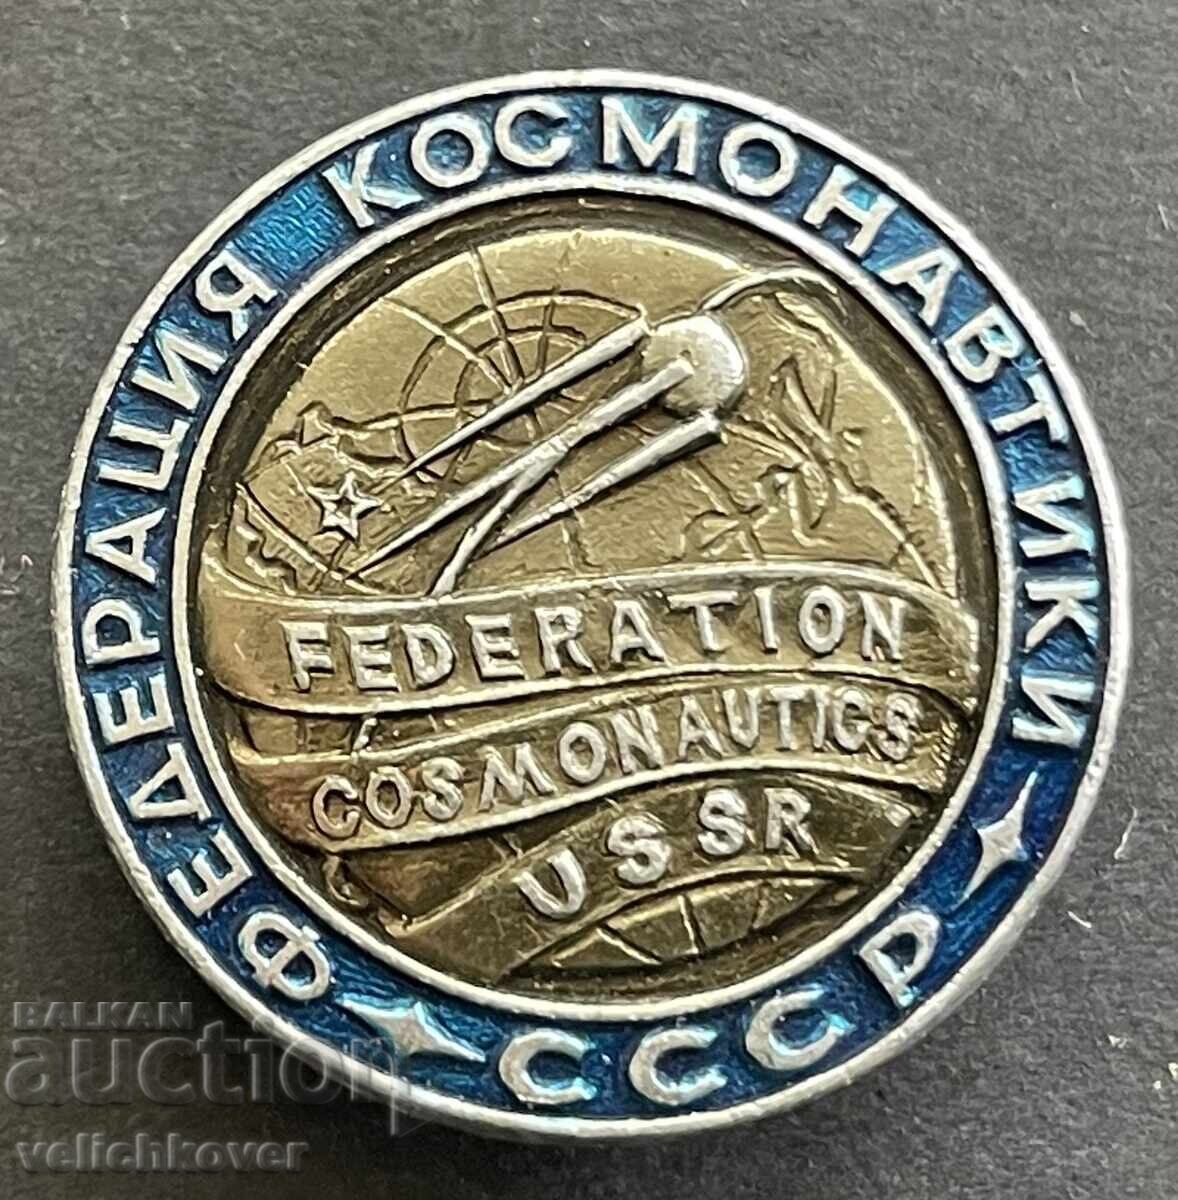 ФЕДЕРАЦИЯ КОСМОНАВТИКИ
СССР
FEDERATION
COSMONAUTICS
USSR
BALKAN
auction
velichkover